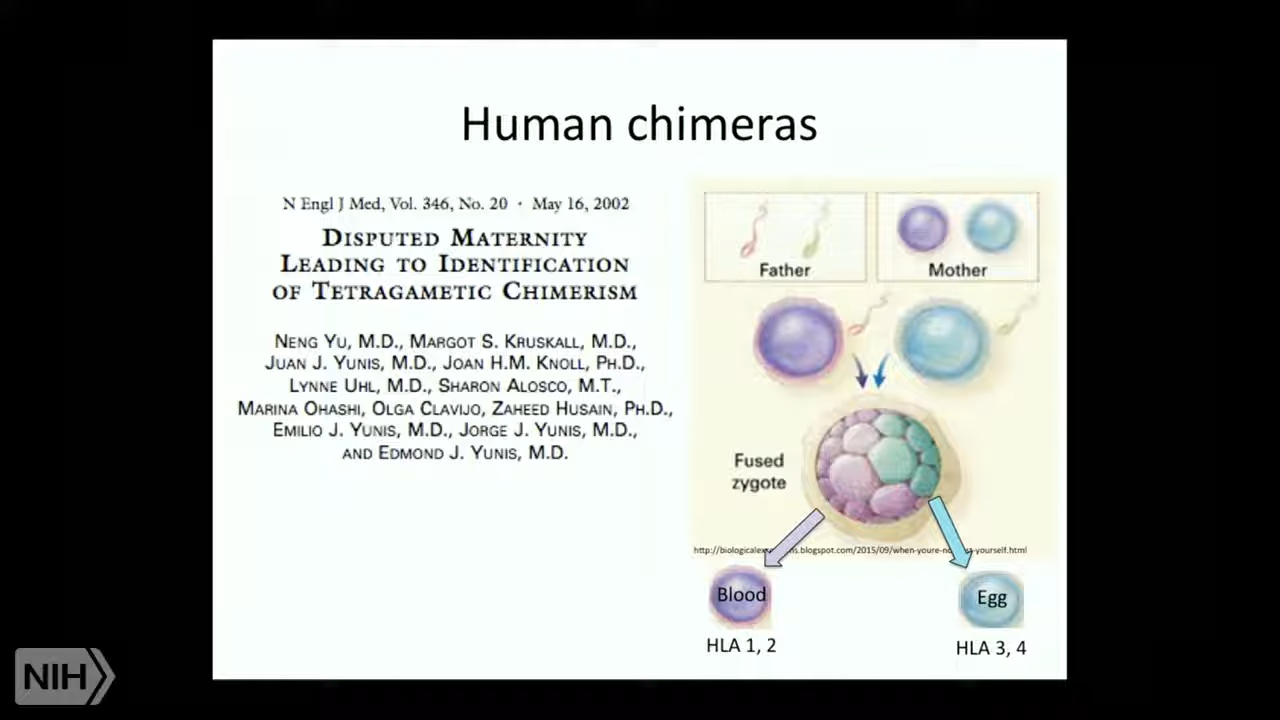 Human chimeras
N Engl J Med, Vol. 346, No. 20 · May 16, 2002
DISPUTED MATERNITY
LEADING TO IDENTIFICATION
OF TETRAGAMETIC CHIMERISM
NENG YU, M.D., MARGOT S. KRUSKALL, M.D.,
JUAN J. YUNIS, M.D., JOAN H.M. KNOLL, PH.D.,
LYNNE UHL, M.D., SHARON ALOSCO, M.T.,
MARINA OHASHI, OLGA CLAVIJO, ZAHEED HUSAIN, PH.D.,
EMILIO J. YUNIS, M.D., JORGE J. YUNIS, M.D.,
AND EDMOND J. YUNIS, M.D.
Father
Mother
Fused
zygote
Blood
Egg
HLA 1, 2
HLA 3, 4
NIH